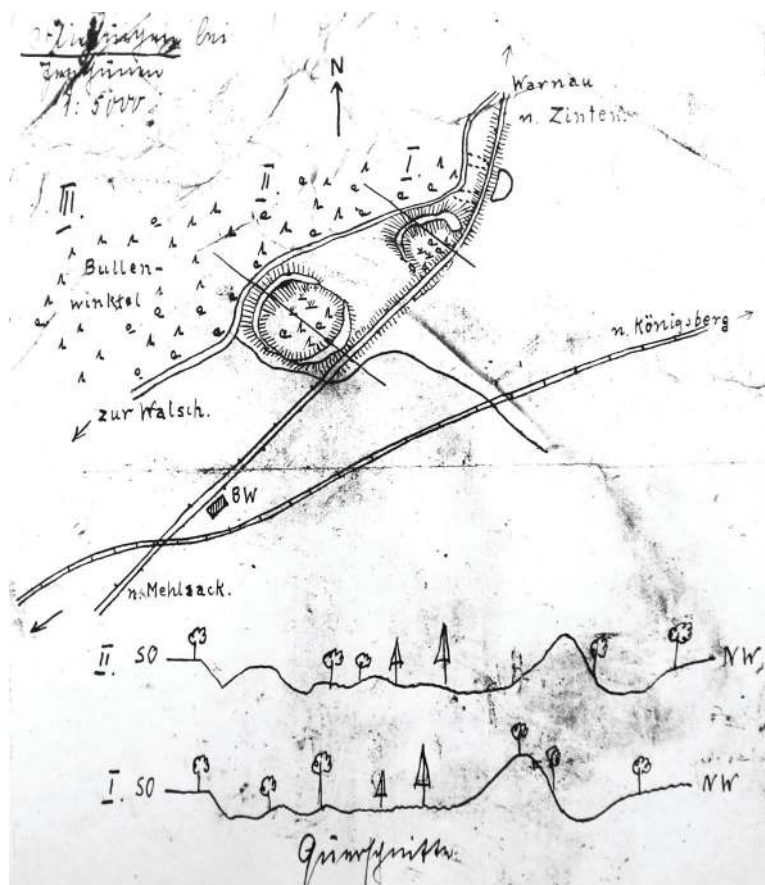 bei
1:5000
N
Warnau
n. Zinten.
I.
II.
III.
Bullen-
winkel
n. Königsberg
zur Walsch.
BW
n. Mehlsack.
II. SO NW.
I. SO NW
Querschnitte.